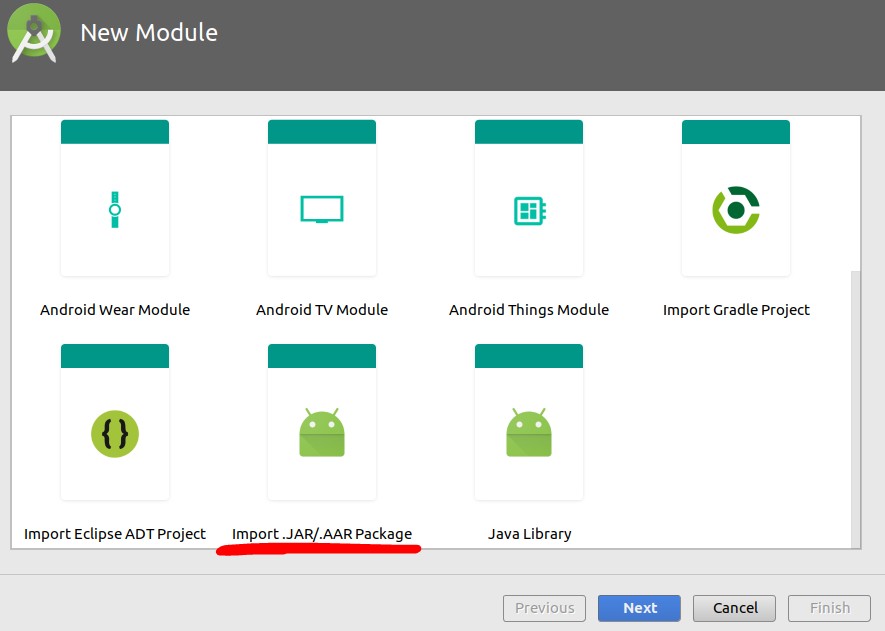 New Module
Android Wear Module
Android TV Module
Android Things Module
Import Gradle Project
{}
Import Eclipse ADT Project
Import .JAR/.AAR Package
Java Library
Previous
Next
Cancel
Finish